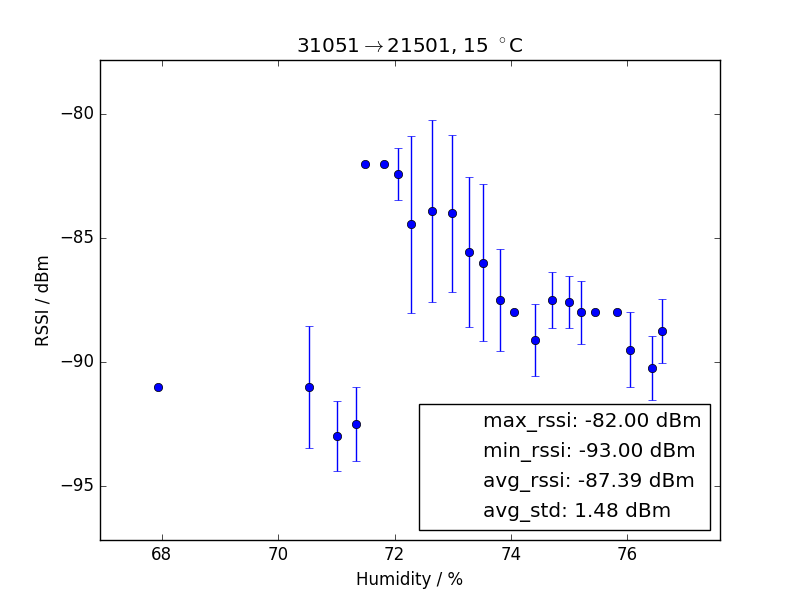 31051→21501, 15 °C
RSSI / dBm
−80
−85
−90
−95
68 70 72 74 76
Humidity / %
max_rssi: -82.00 dBm
min_rssi: -93.00 dBm
avg_rssi: -87.39 dBm
avg_std: 1.48 dBm